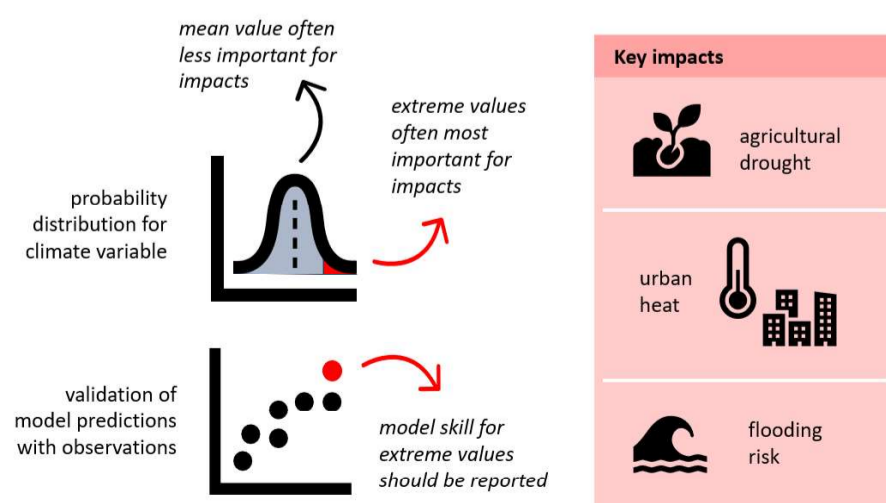 mean value often
less important for
impacts
extreme values
often most
important for
impacts
probability
distribution for
climate variable
validation of
model predictions
with observations
model skill for
extreme values
should be reported
Key impacts
agricultural
drought
urban
heat
flooding
risk